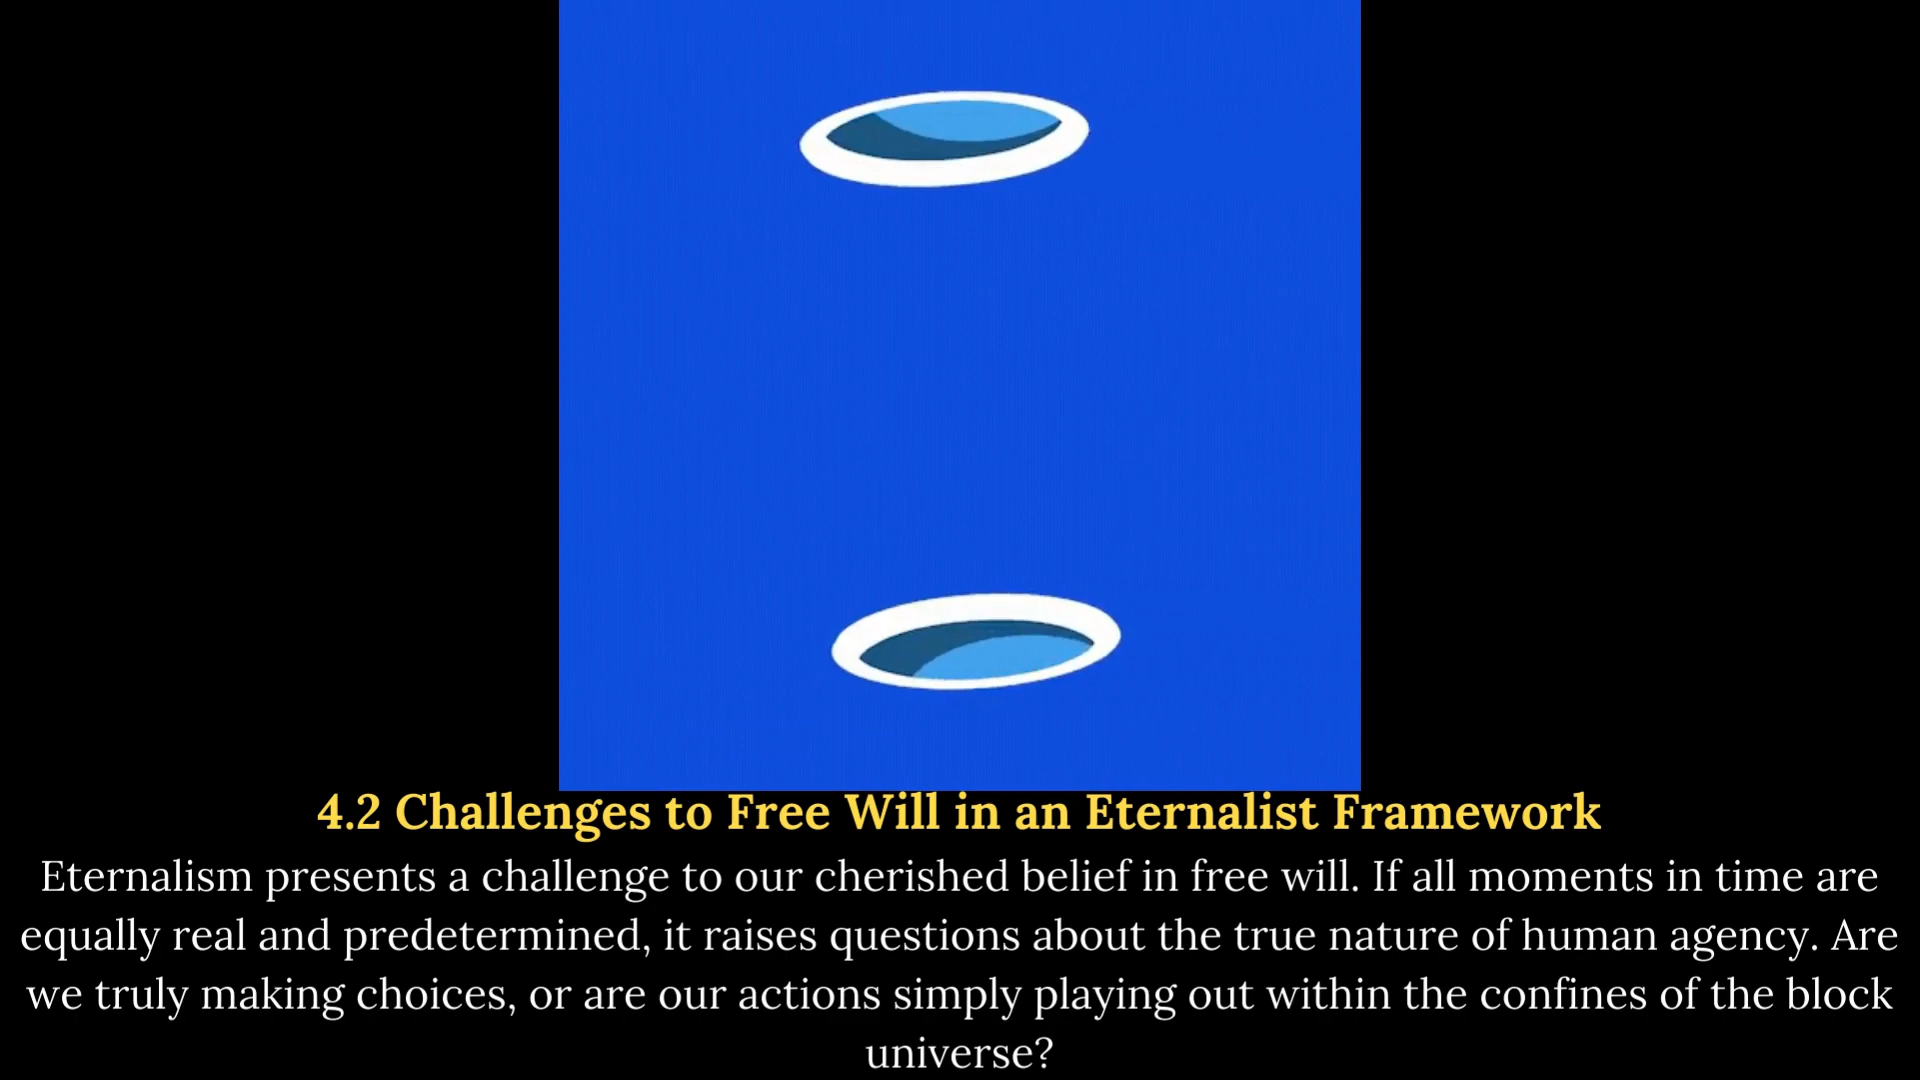 4.2 Challenges to Free Will in an Eternalist Framework
Eternalism presents a challenge to our cherished belief in free will. If all moments in time are
equally real and predetermined, it raises questions about the true nature of human agency. Are
we truly making choices, or are our actions simply playing out within the confines of the block
universe?